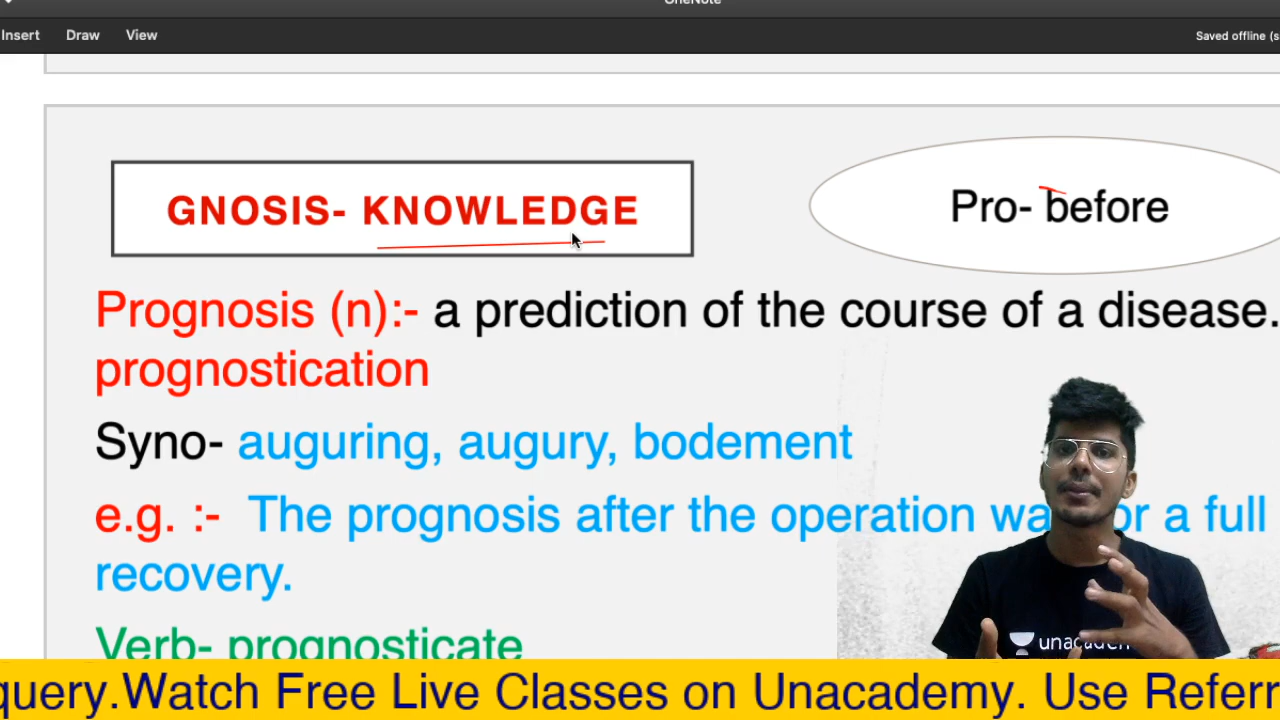 OneNote
Insert Draw View Saved offline (s
GNOSIS- KNOWLEDGE
Pro- before
Prognosis (n):- a prediction of the course of a disease.
prognostication
Syno- auguring, augury, bodement
e.g. :- The prognosis after the operation wa or a full
recovery.
Verb- prognosticate
unacadem
query.Watch Free Live Classes on Unacademy. Use Referr